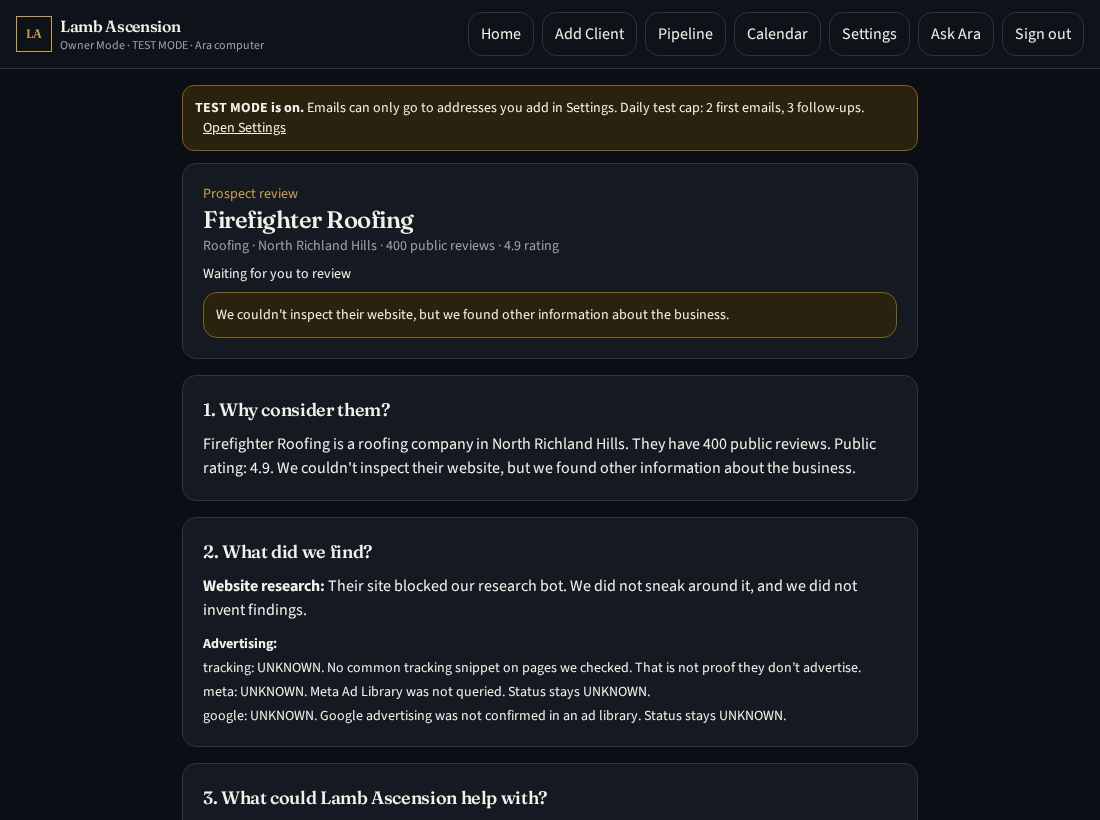 LA
Lamb Ascension
Owner Mode · TEST MODE · Ara computer
Home
Add Client
Pipeline
Calendar
Settings
Ask Ara
Sign out
TEST MODE is on. Emails can only go to addresses you add in Settings. Daily test cap: 2 first emails, 3 follow-ups.
Open Settings
Prospect review
Firefighter Roofing
Roofing · North Richland Hills · 400 public reviews · 4.9 rating
Waiting for you to review
We couldn't inspect their website, but we found other information about the business.
1. Why consider them?
Firefighter Roofing is a roofing company in North Richland Hills. They have 400 public reviews. Public
rating: 4.9. We couldn't inspect their website, but we found other information about the business.
2. What did we find?
Website research: Their site blocked our research bot. We did not sneak around it, and we did not
invent findings.
Advertising:
tracking: UNKNOWN. No common tracking snippet on pages we checked. That is not proof they don’t advertise.
meta: UNKNOWN. Meta Ad Library was not queried. Status stays UNKNOWN.
google: UNKNOWN. Google advertising was not confirmed in an ad library. Status stays UNKNOWN.
3. What could Lamb Ascension help with?